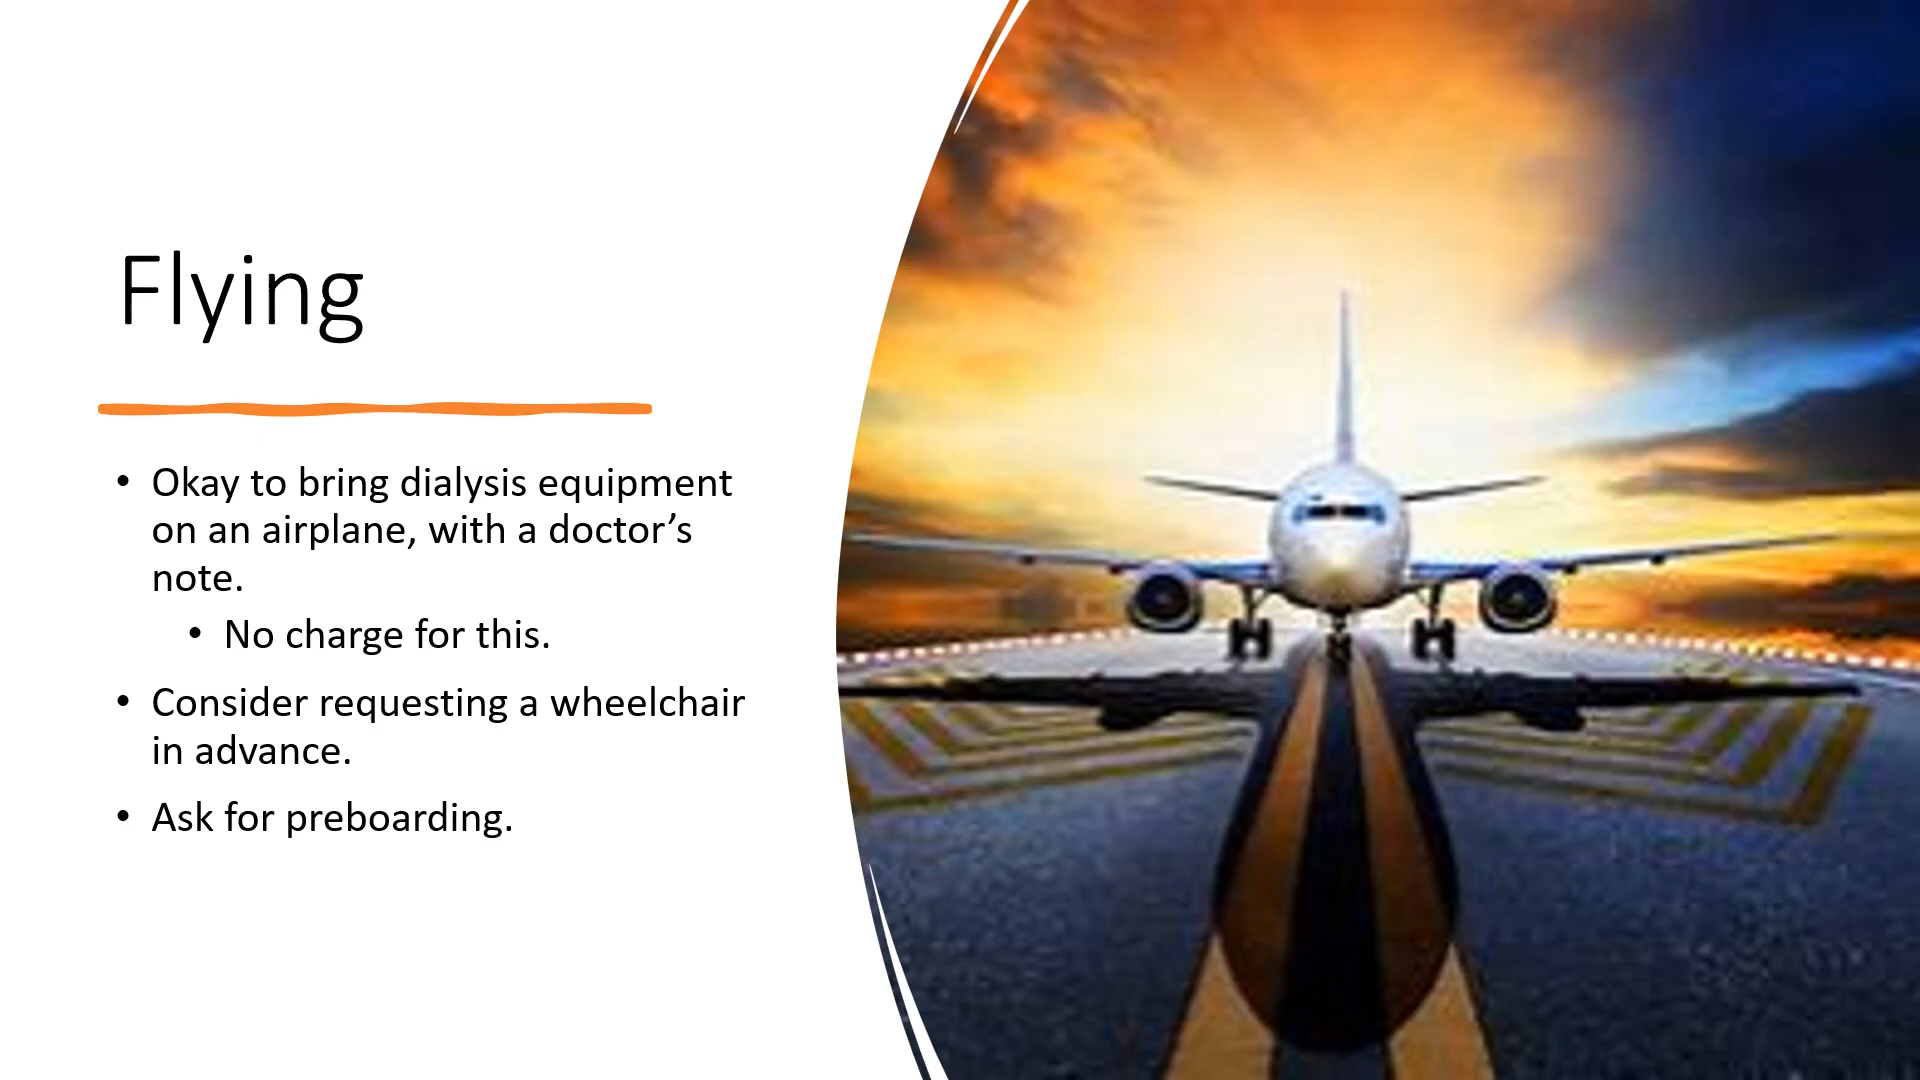 Flying
• Okay to bring dialysis equipment
on an airplane, with a doctor’s
note.
• No charge for this.
• Consider requesting a wheelchair
in advance.
• Ask for preboarding.